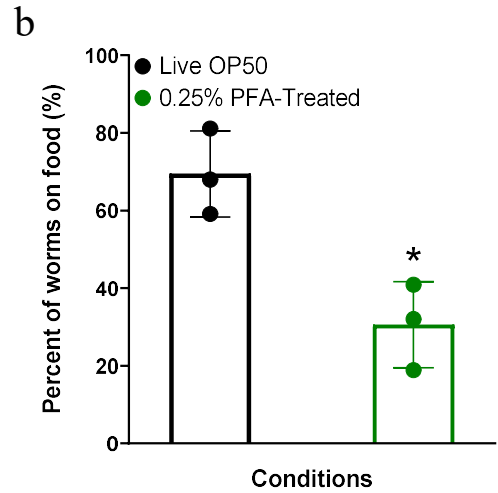 b
Percent of worms on food (%)
100
80
60
40
20
0
Live OP50
0.25% PFA-Treated
*
Conditions